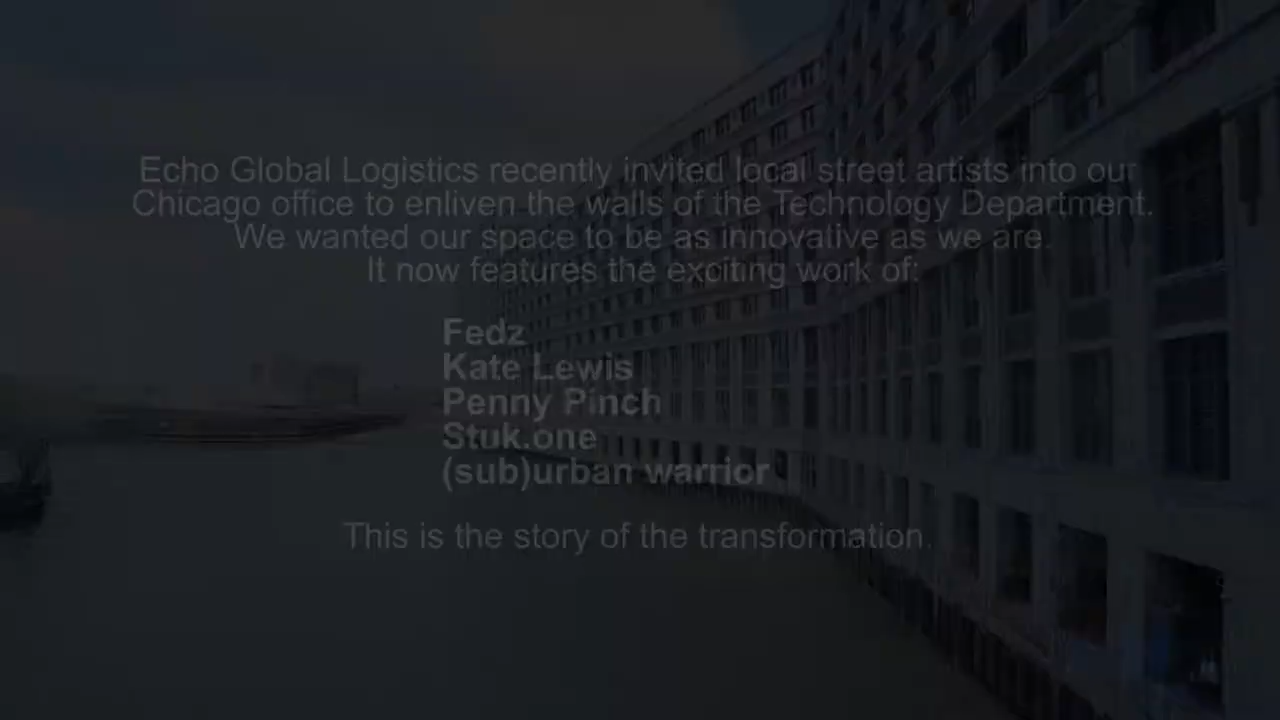 Echo Global Logistics recently invited local street artists into our
Chicago office to enliven the walls of the Technology Department.
We wanted our space to be as innovative as we are.
It now features the exciting work of:
Fedz
Kate Lewis
Penny Pinch
Stuk.one
(sub)urban warrior
This is the story of the transformation.